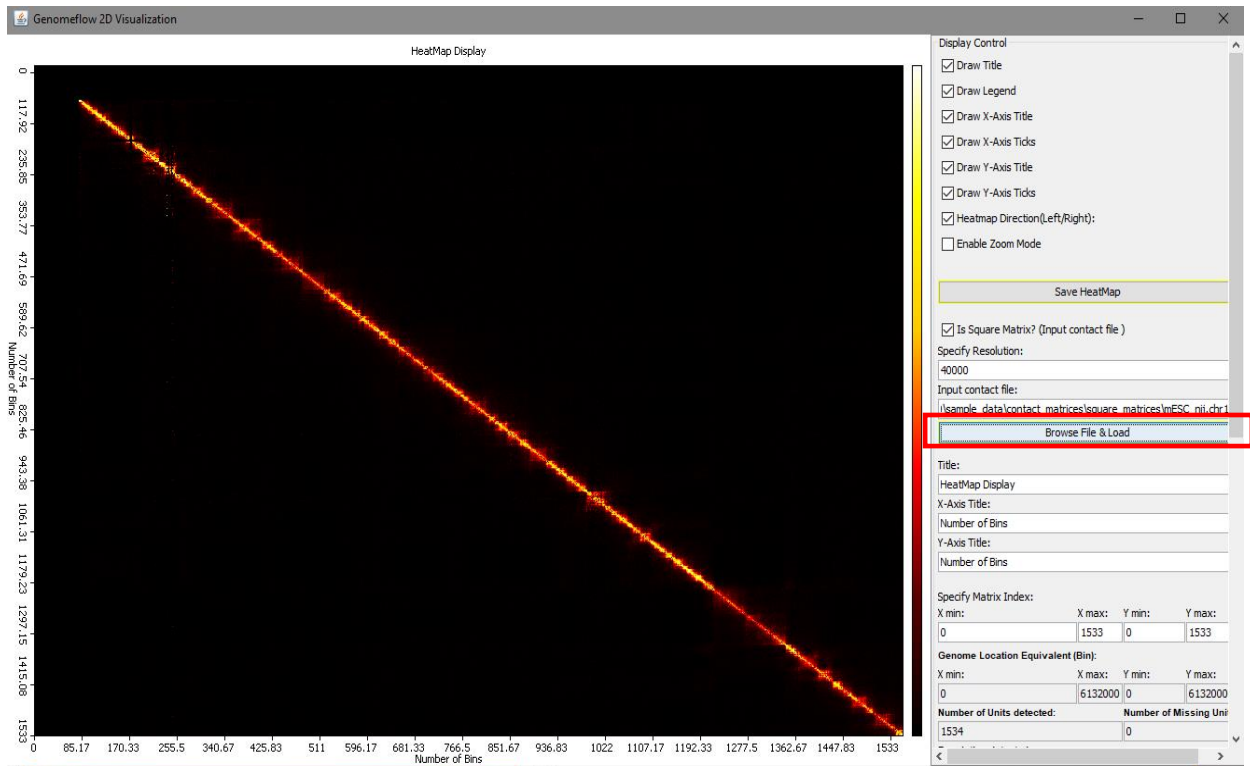 Genomeflow 2D Visualization
HeatMap Display
0
117.92
235.85
353.77
471.69
589.62
707.54
825.46
943.38
1061.31
1179.23
1297.15
1415.08
1533
Number of Bins
0 85.17 170.33 255.5 340.67 425.83 511 596.17 681.33 766.5 851.67 936.83 1022 1107.17 1192.33 1277.5 1362.67 1447.83 1533
Number of Bins
Display Control
Draw Title
Draw Legend
Draw X-Axis Title
Draw X-Axis Ticks
Draw Y-Axis Title
Draw Y-Axis Ticks
Heatmap Direction(Left/Right):
Enable Zoom Mode
Save HeatMap
Is Square Matrix? (Input contact file )
Specify Resolution:
40000
Input contact file:
\sample_data\contact_matrices\square_matrices\mESC_nij.chr1
Browse File & Load
Title:
HeatMap Display
X-Axis Title:
Number of Bins
Y-Axis Title:
Number of Bins
Specify Matrix Index:
X min: X max: Y min: Y max:
0 1533 0 1533
Genome Location Equivalent (Bin):
X min: X max: Y min: Y max:
0 6132000 0 6132000
Number of Units detected: Number of Missing Uni
1534 0